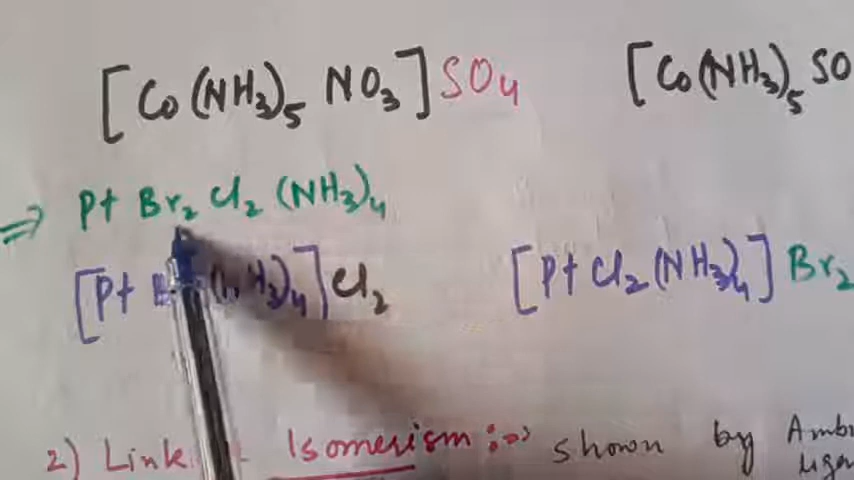 [Co(NH₃)₅ NO₃]SO₄ [Co(NH₃)₅ SO
⇒ Pt Br₂ Cl₂ (NH₃)₄
[Pt H₃)₄]Cl₂ [Pt Cl₂ (NH₃)₄] Br₂
2) Link Isomerism :→ shown by Amb
liga